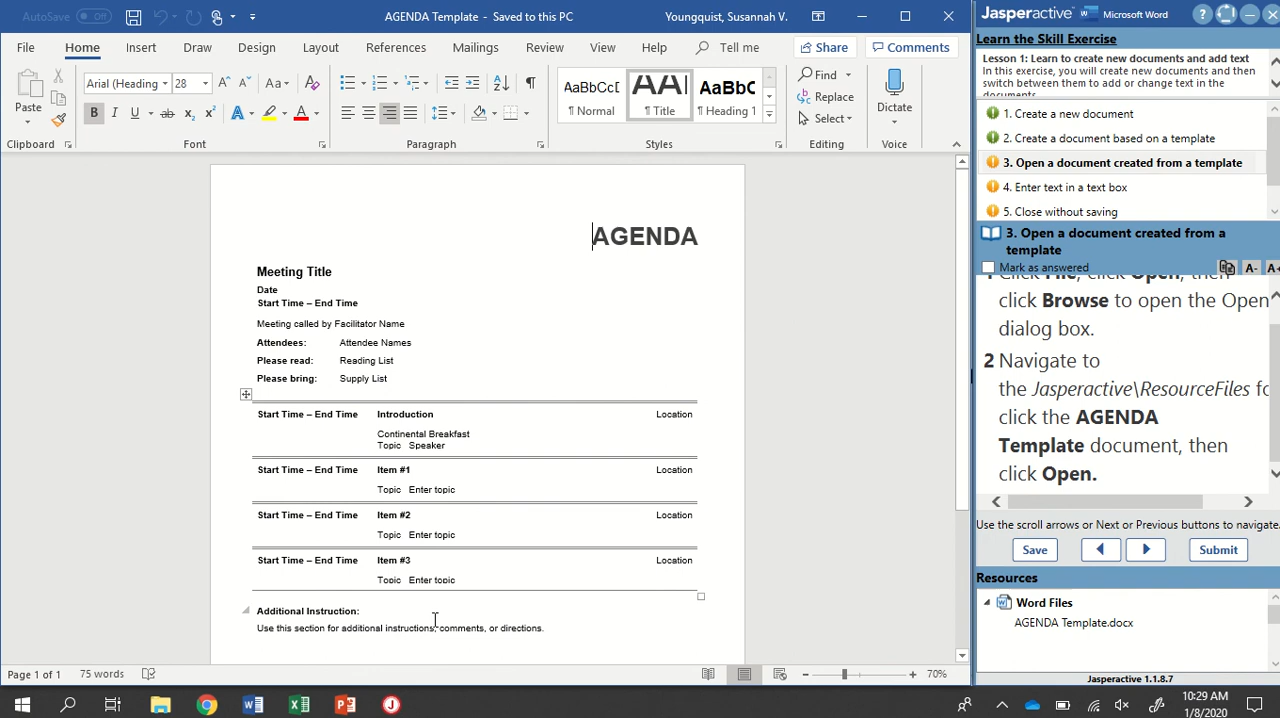 AutoSave Off
AGENDA Template - Saved to this PC
Youngquist, Susannah V.
File Home Insert Draw Design Layout References Mailings Review View Help Tell me Share Comments
Paste
Arial (Heading 28
AaBbCcD AAI AaBbC
¶ Normal ¶ Title ¶ Heading 1
Find
Replace
Select
Dictate
Clipboard Font Paragraph Styles Editing Voice
AGENDA
Meeting Title
Date
Start Time – End Time
Meeting called by Facilitator Name
Attendees: Attendee Names
Please read: Reading List
Please bring: Supply List
Start Time – End Time Introduction Location
Continental Breakfast
Topic Speaker
Start Time – End Time Item #1 Location
Topic Enter topic
Start Time – End Time Item #2 Location
Topic Enter topic
Start Time – End Time Item #3 Location
Topic Enter topic
Additional Instruction:
Use this section for additional instructions, comments, or directions.
Page 1 of 1 75 words 70%
Jasperactive Microsoft Word
Learn the Skill Exercise
Lesson 1: Learn to create new documents and add text
In this exercise, you will create new documents and then
switch between them to add or change text in the
documents.
1. Create a new document
2. Create a document based on a template
3. Open a document created from a template
4. Enter text in a text box
5. Close without saving
3. Open a document created from a
template
Mark as answered A- A+
1 Click File, click Open, then
click Browse to open the Open
dialog box.
2 Navigate to
the Jasperactive\ResourceFiles fo
click the AGENDA
Template document, then
click Open.
Use the scroll arrows or Next or Previous buttons to navigate.
Save Submit
Resources
Word Files
AGENDA Template.docx
Jasperactive 1.1.8.7
10:29 AM
1/8/2020